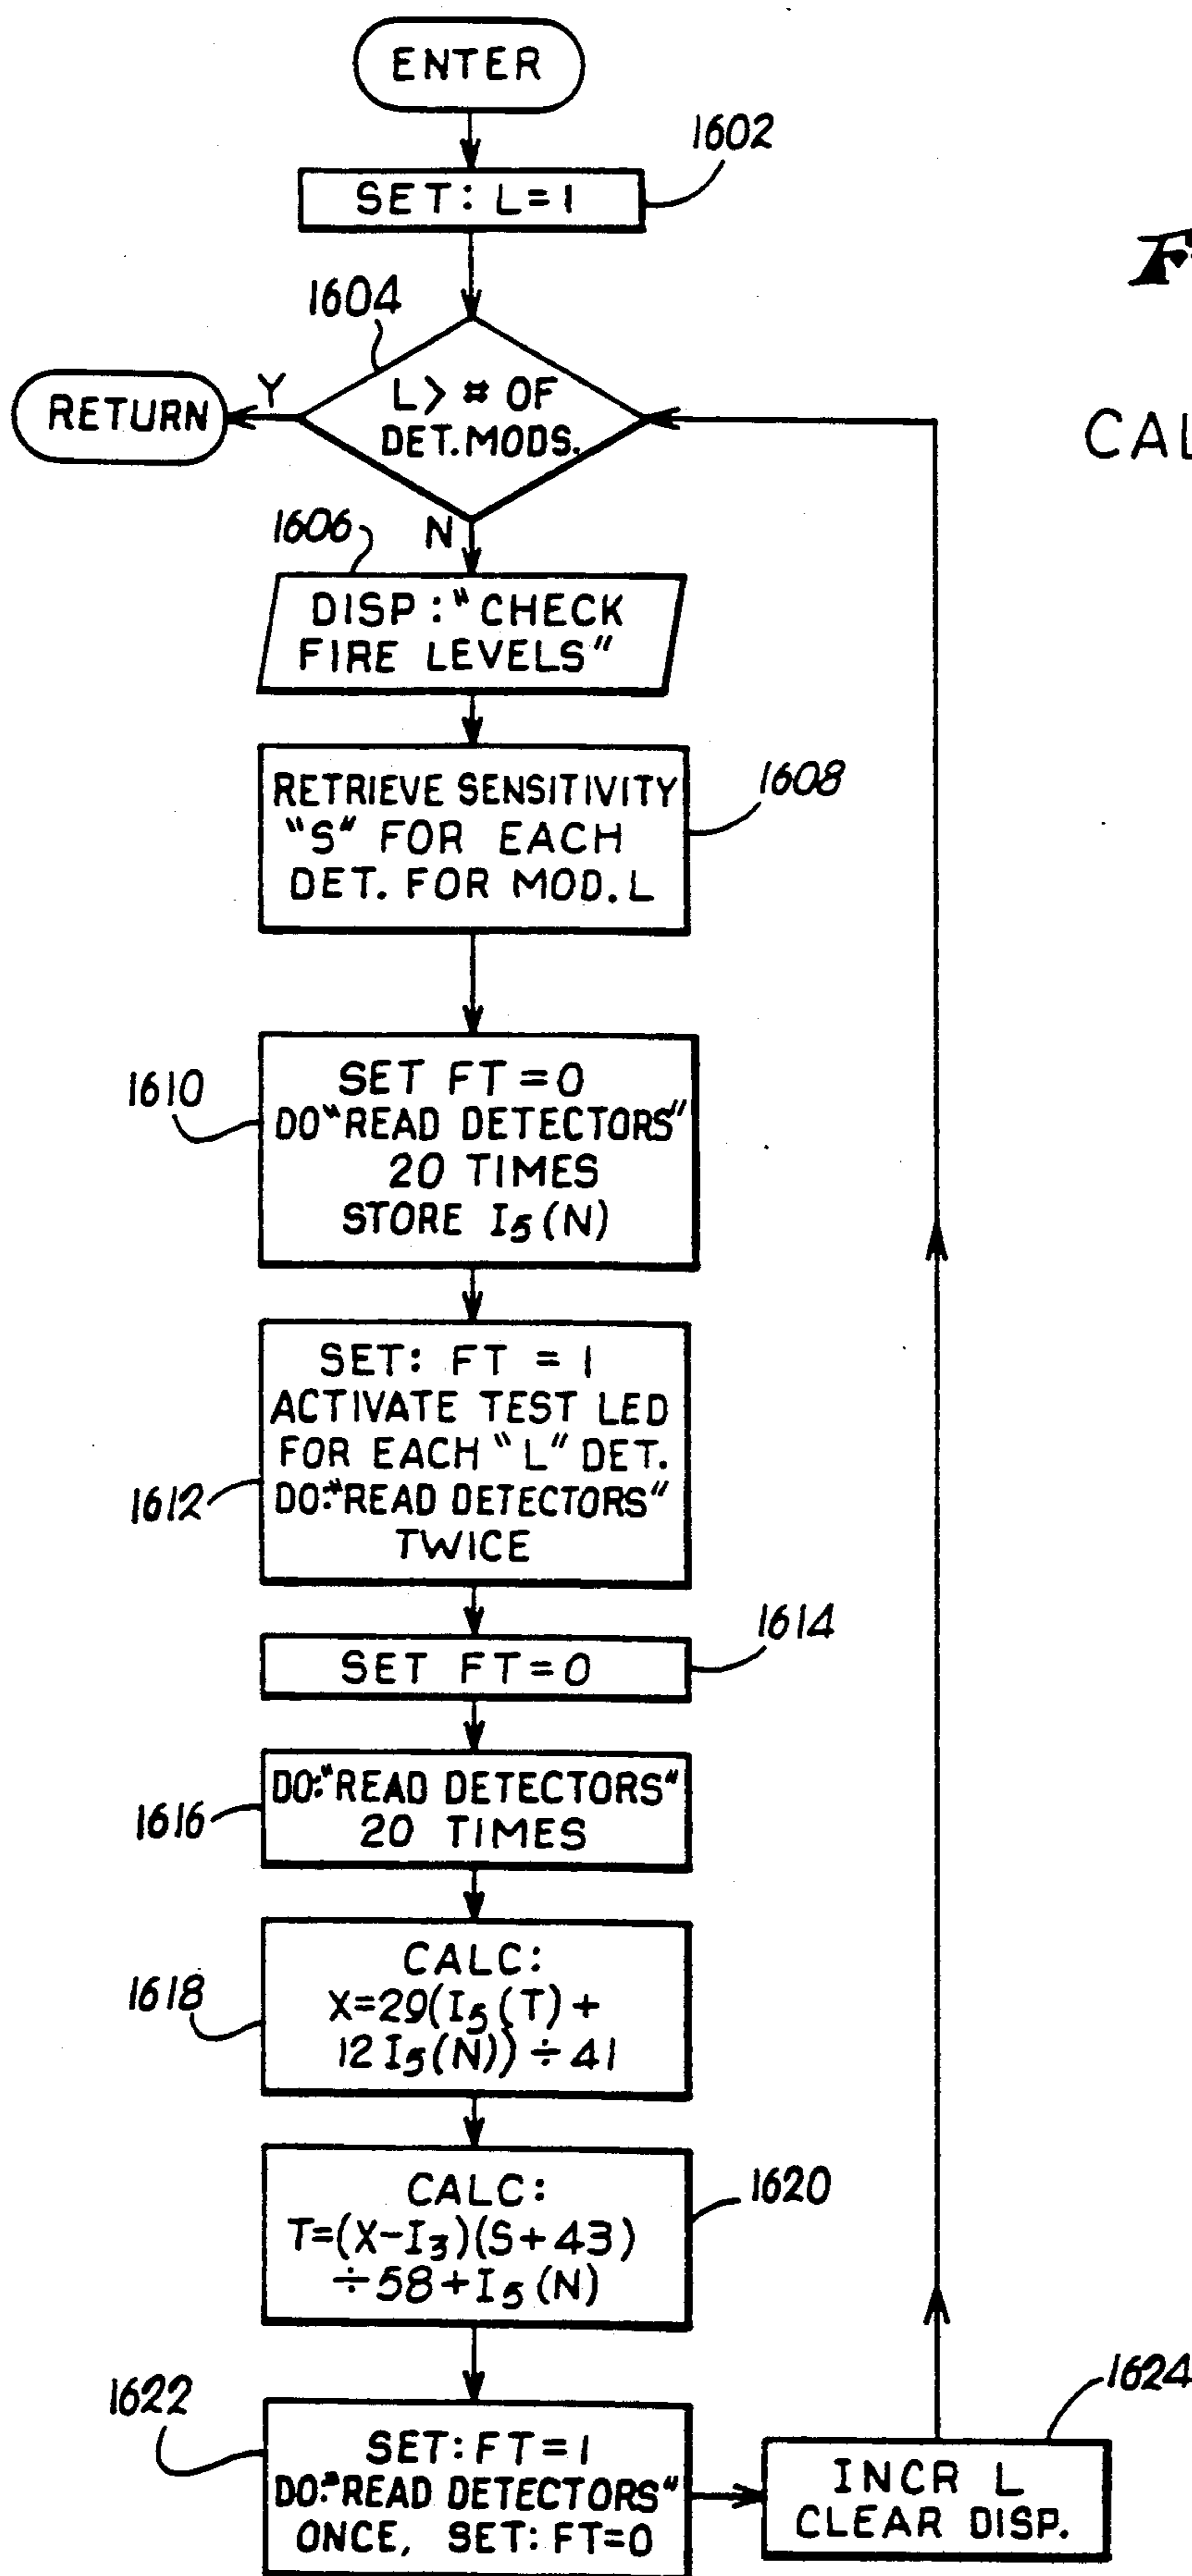 ENTER
1602
SET: L=1
1604
L> # OF
DET.MODS.
Y
RETURN
CAL
N
1606
DISP:"CHECK
FIRE LEVELS"
RETRIEVE SENSITIVITY
"S" FOR EACH
DET. FOR MOD. L
1608
1610
SET FT=0
DO"READ DETECTORS"
20 TIMES
STORE I5(N)
1612
SET: FT = 1
ACTIVATE TEST LED
FOR EACH "L" DET.
DO:"READ DETECTORS"
TWICE
1614
SET FT=0
1616
DO:"READ DETECTORS"
20 TIMES
1618
CALC:
X=29(I5(T)+
12I5(N))÷41
1620
CALC:
T=(X-I3)(S+43)
÷58+I5(N)
1622
SET:FT=1
DO:"READ DETECTORS"
ONCE, SET:FT=0
1624
INCR L
CLEAR DISP.